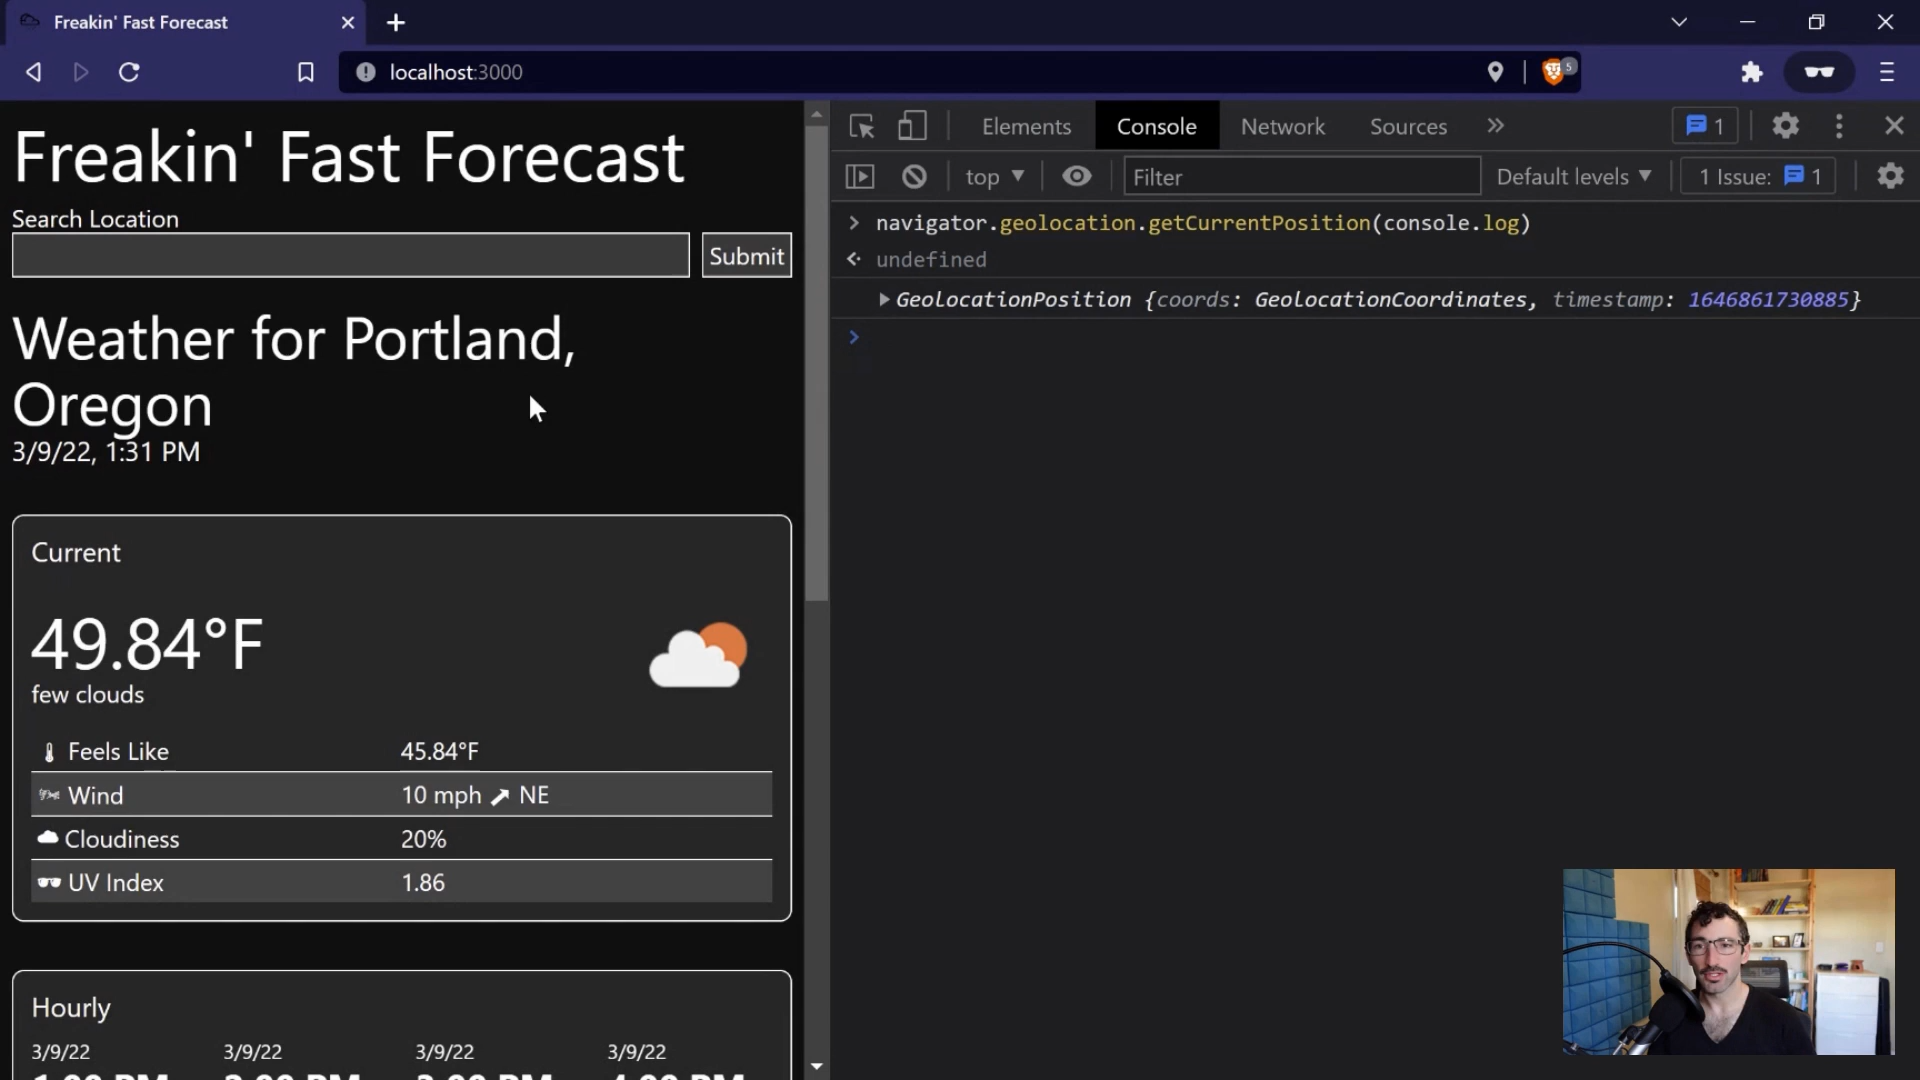 Freakin' Fast Forecast
localhost:3000
5
Freakin' Fast Forecast
Search Location
Submit
Weather for Portland,
Oregon
3/9/22, 1:31 PM
Current
49.84°F
few clouds
Feels Like 45.84°F
Wind 10 mph ↗ NE
Cloudiness 20%
UV Index 1.86
Hourly
3/9/22 3/9/22 3/9/22 3/9/22
Elements Console Network Sources » 1
top ▼ Filter Default levels ▼ 1 Issue: 1
> navigator.geolocation.getCurrentPosition(console.log)
undefined
GeolocationPosition {coords: GeolocationCoordinates, timestamp: 1646861730885}
>